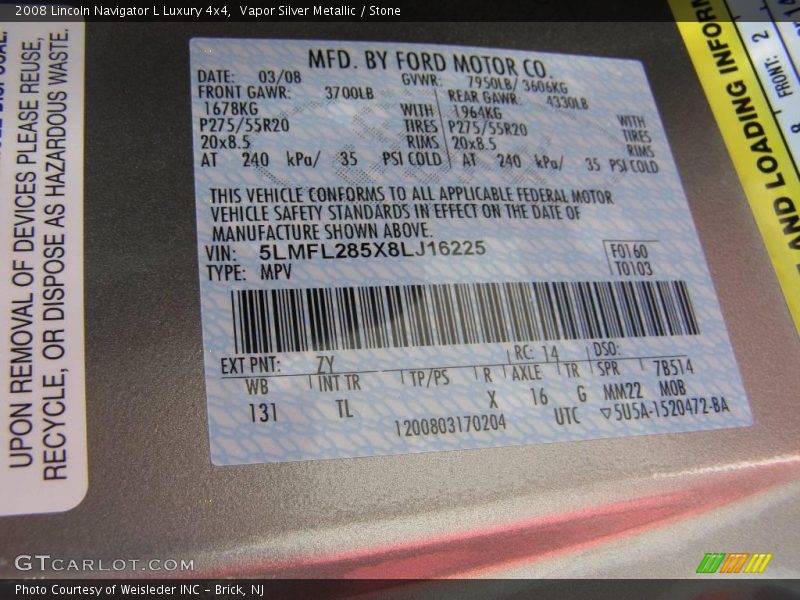 2008 Lincoln Navigator L Luxury 4x4, Vapor Silver Metallic / Stone
UPON REMOVAL OF DEVICES PLEASE REUSE,
RECYCLE, OR DISPOSE AS HAZARDOUS WASTE.
MFD. BY FORD MOTOR CO.
DATE: 03/08 GVWR: 7950LB/ 3606KG
FRONT GAWR: 3700LB REAR GAWR: 4330LB
1678KG WITH 1964KG WITH
P275/55R20 TIRES P275/55R20 TIRES
20x8.5 RIMS 20x8.5 RIMS
AT 240 kPa/ 35 PSI COLD AT 240 kPa/ 35 PSI COLD
THIS VEHICLE CONFORMS TO ALL APPLICABLE FEDERAL MOTOR
VEHICLE SAFETY STANDARDS IN EFFECT ON THE DATE OF
MANUFACTURE SHOWN ABOVE.
VIN: 5LMFL285X8LJ16225 F0160
TYPE: MPV T0103
EXT PNT: ZY RC: 14 DSO:
WB INT TR TP/PS R AXLE TR SPR 7B514
131 TL X 16 G MM22 MOB
1200803170204 UTC ▽5U5A-1520472-BA
AND LOADING INFORM
FRONT: 2
GTCARLOT.COM
Photo Courtesy of Weisleder INC – Brick, NJ